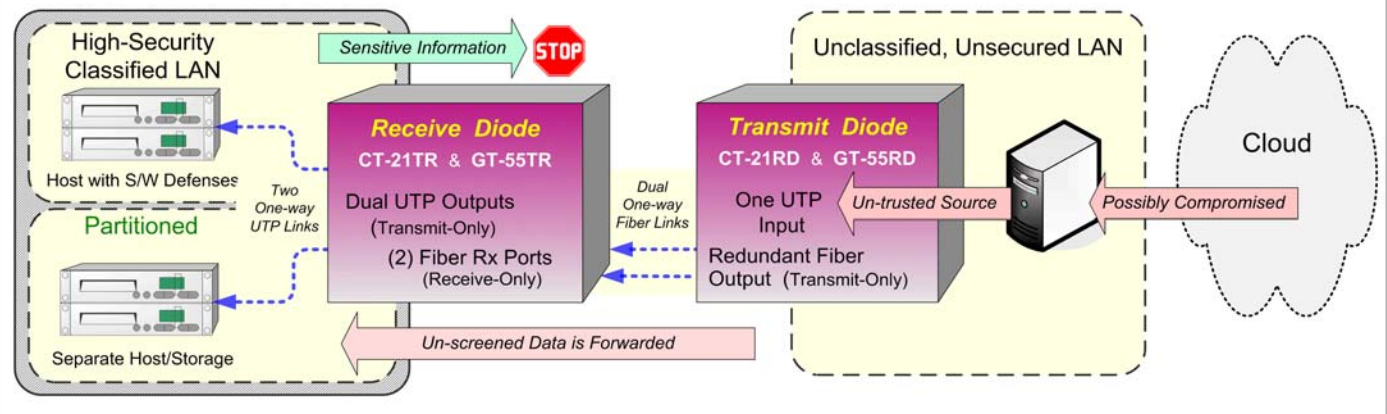 High-Security
Classified LAN
Host with S/W Defenses
Partitioned
Separate Host/Storage
Sensitive Information
STOP
Two
One-way
UTP Links
Receive Diode
CT-21TR & GT-55TR
Dual UTP Outputs
(Transmit-Only)
(2) Fiber Rx Ports
(Receive-Only)
Dual
One-way
Fiber Links
Un-screened Data is Forwarded
Unclassified, Unsecured LAN
Transmit Diode
CT-21RD & GT-55RD
One UTP
Input
Redundant Fiber
Output (Transmit-Only)
Un-trusted Source
Possibly Compromised
Cloud